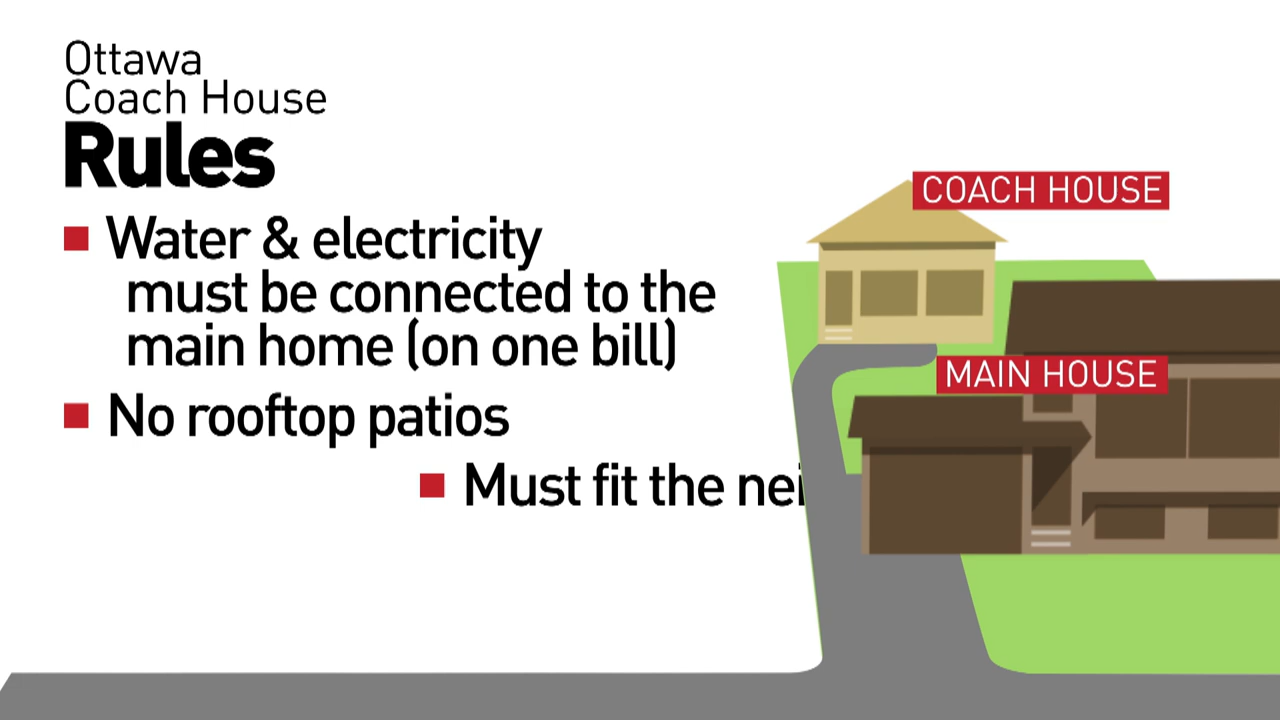 Ottawa
Coach House
Rules
Water & electricity
must be connected to the
main home (on one bill)
No rooftop patios
Must fit the
COACH HOUSE
MAIN HOUSE